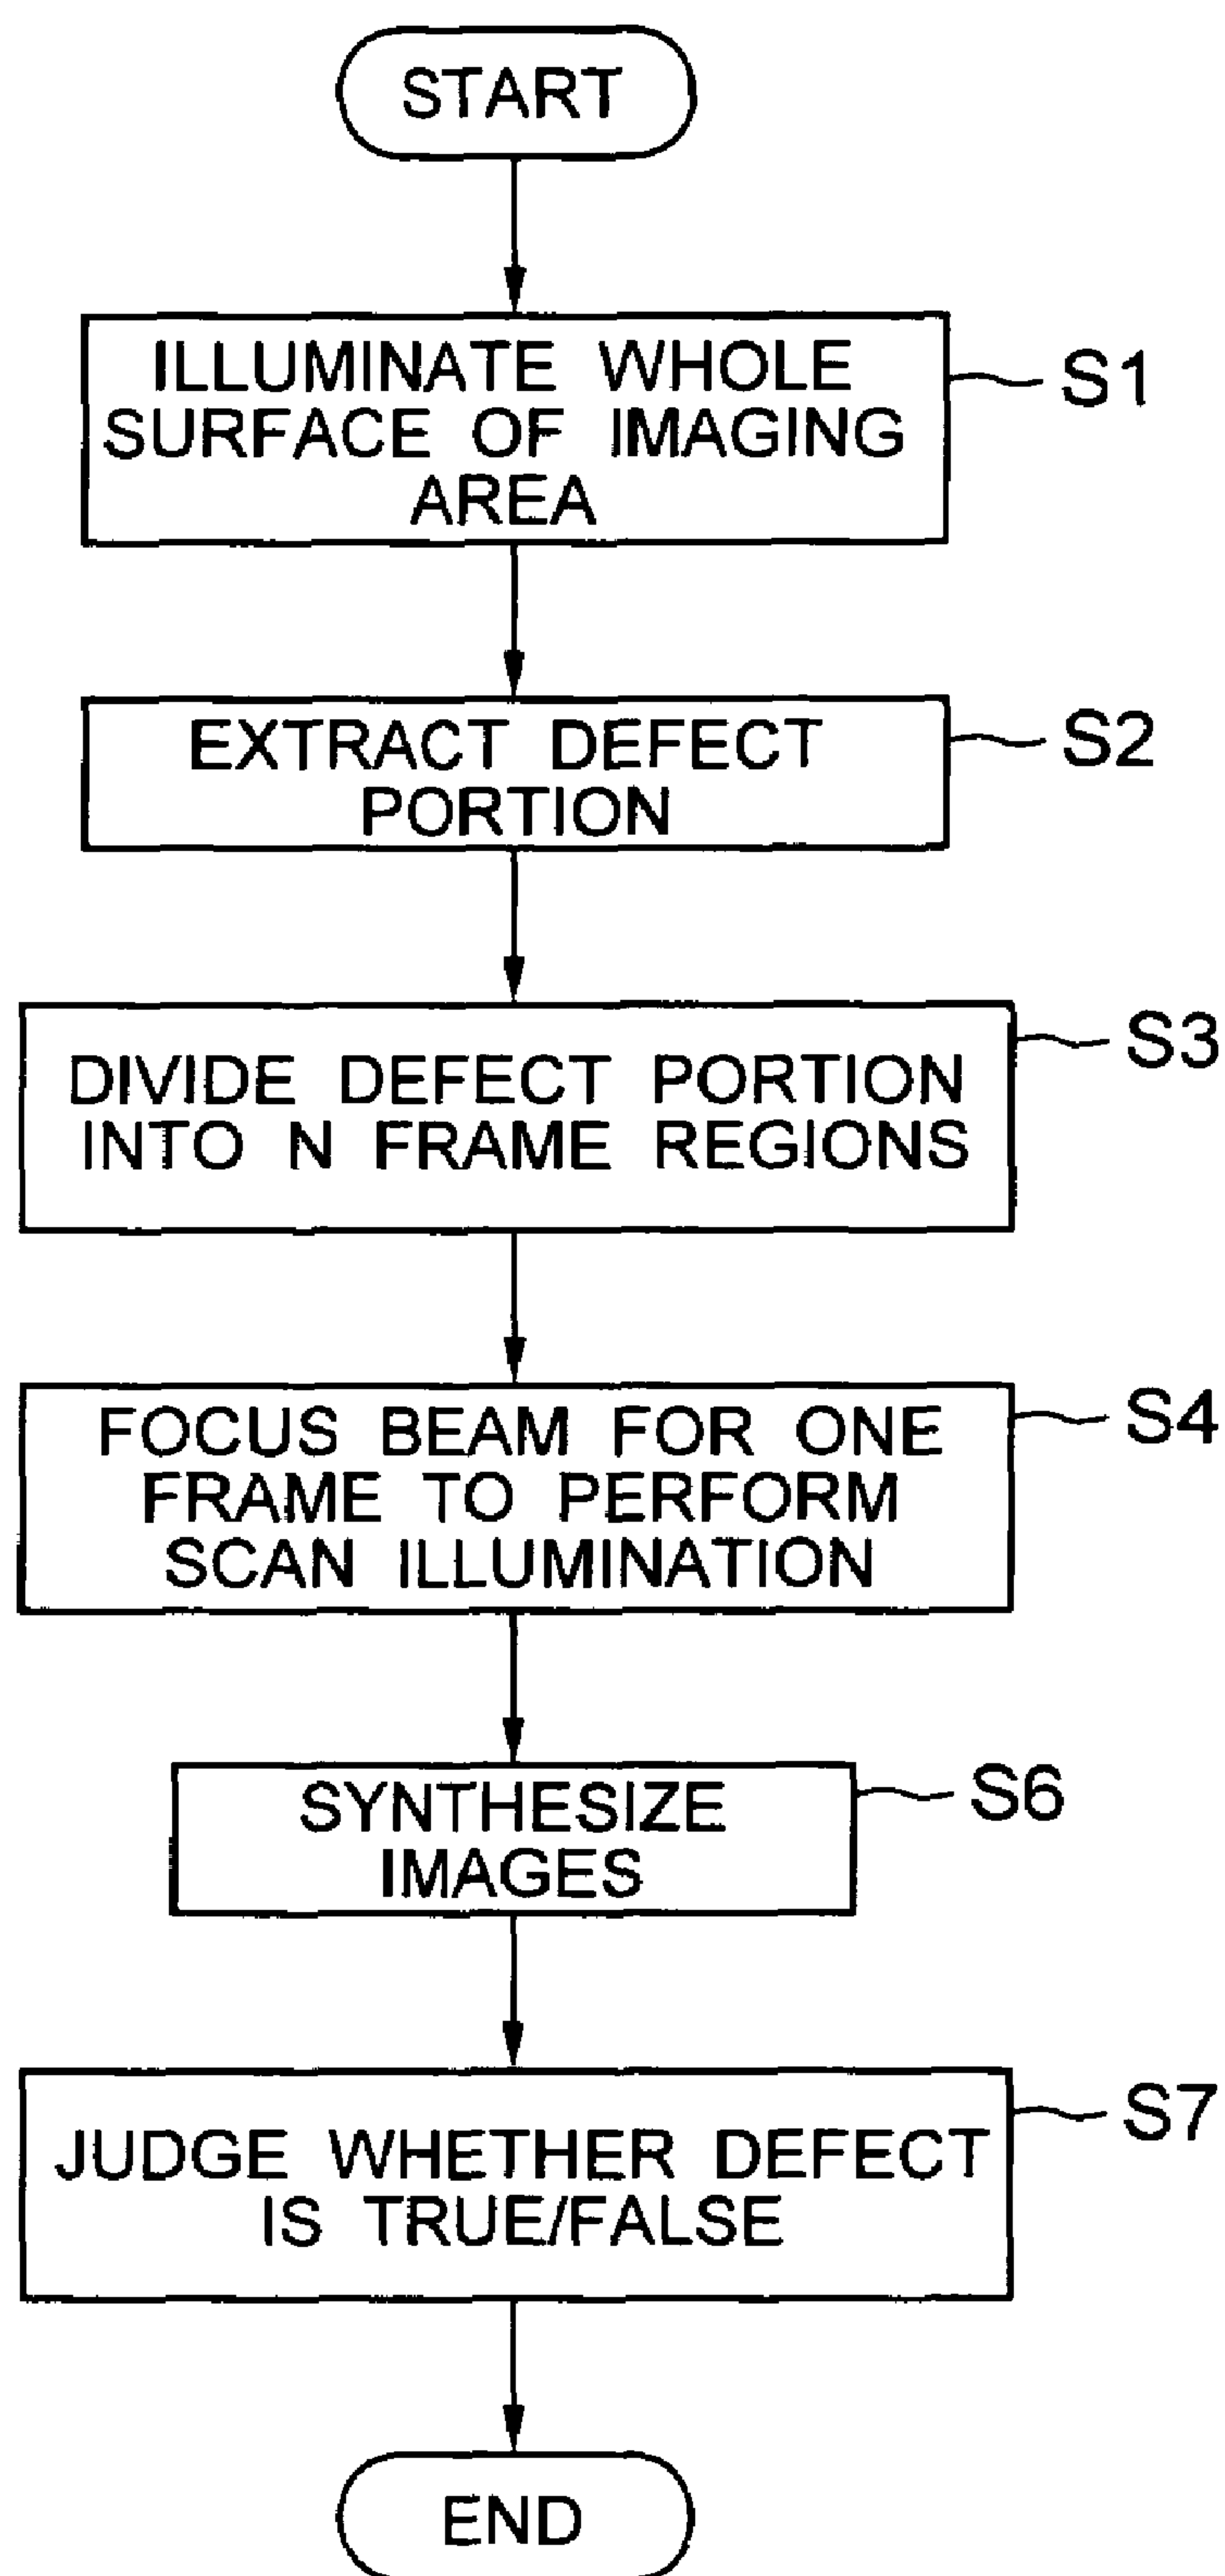 START
ILLUMINATE WHOLE
SURFACE OF IMAGING
AREA
S1
EXTRACT DEFECT
PORTION
S2
DIVIDE DEFECT PORTION
INTO N FRAME REGIONS
S3
FOCUS BEAM FOR ONE
FRAME TO PERFORM
SCAN ILLUMINATION
S4
SYNTHESIZE
IMAGES
S6
JUDGE WHETHER DEFECT
IS TRUE/FALSE
S7
END